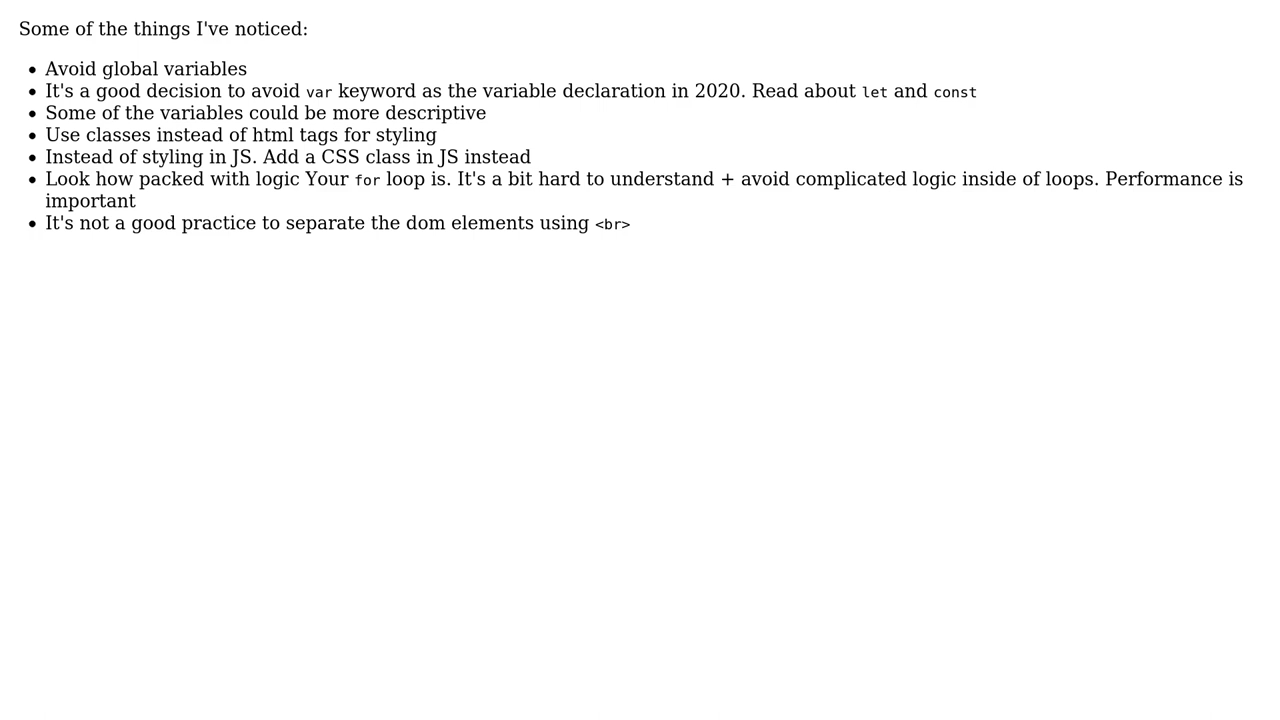 Some of the things I've noticed:
• Avoid global variables
• It's a good decision to avoid var keyword as the variable declaration in 2020. Read about let and const
• Some of the variables could be more descriptive
• Use classes instead of html tags for styling
• Instead of styling in JS. Add a CSS class in JS instead
• Look how packed with logic Your for loop is. It's a bit hard to understand + avoid complicated logic inside of loops. Performance is
important
• It's not a good practice to separate the dom elements using <br>